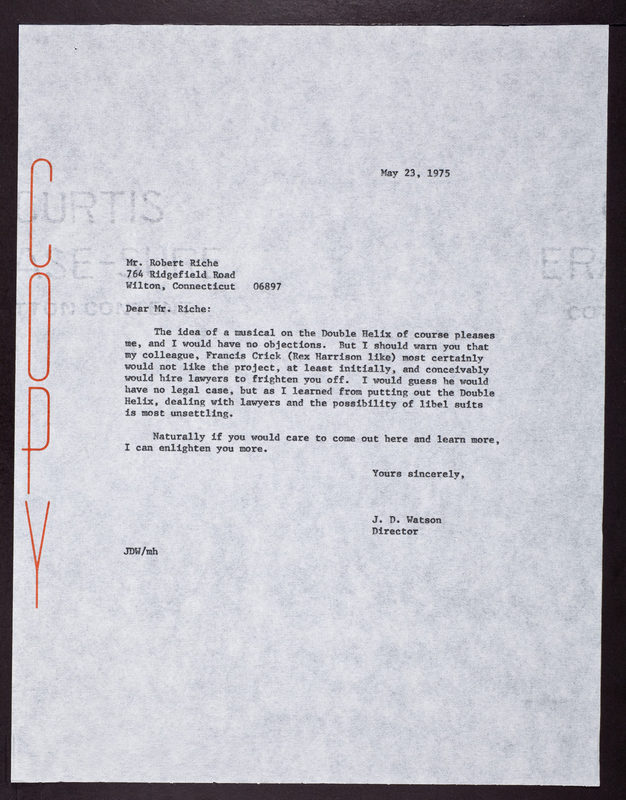 May 23, 1975
COPY
CURTIS
Mr. Robert Riche
764 Ridgefield Road
Wilton, Connecticut 06897
Dear Mr. Riche:
The idea of a musical on the Double Helix of course pleases
me, and I would have no objections. But I should warn you that
my colleague, Francis Crick (Rex Harrison like) most certainly
would not like the project, at least initially, and conceivably
would hire lawyers to frighten you off. I would guess he would
have no legal case, but as I learned from putting out the Double
Helix, dealing with lawyers and the possibility of libel suits
is most unsettling.
Naturally if you would care to come out here and learn more,
I can enlighten you more.
Yours sincerely,
J. D. Watson
Director
JDW/mh